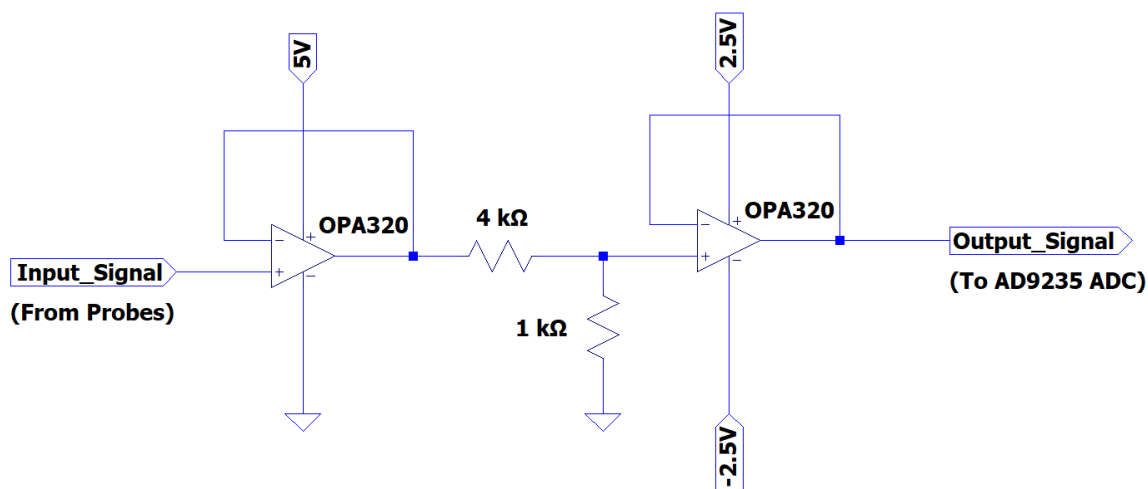 5V
2.5V
OPA320
OPA320
4 kΩ
Input_Signal
(From Probes)
+
−
+
−
+
−
+
−
Output_Signal
(To AD9235 ADC)
1 kΩ
-2.5V